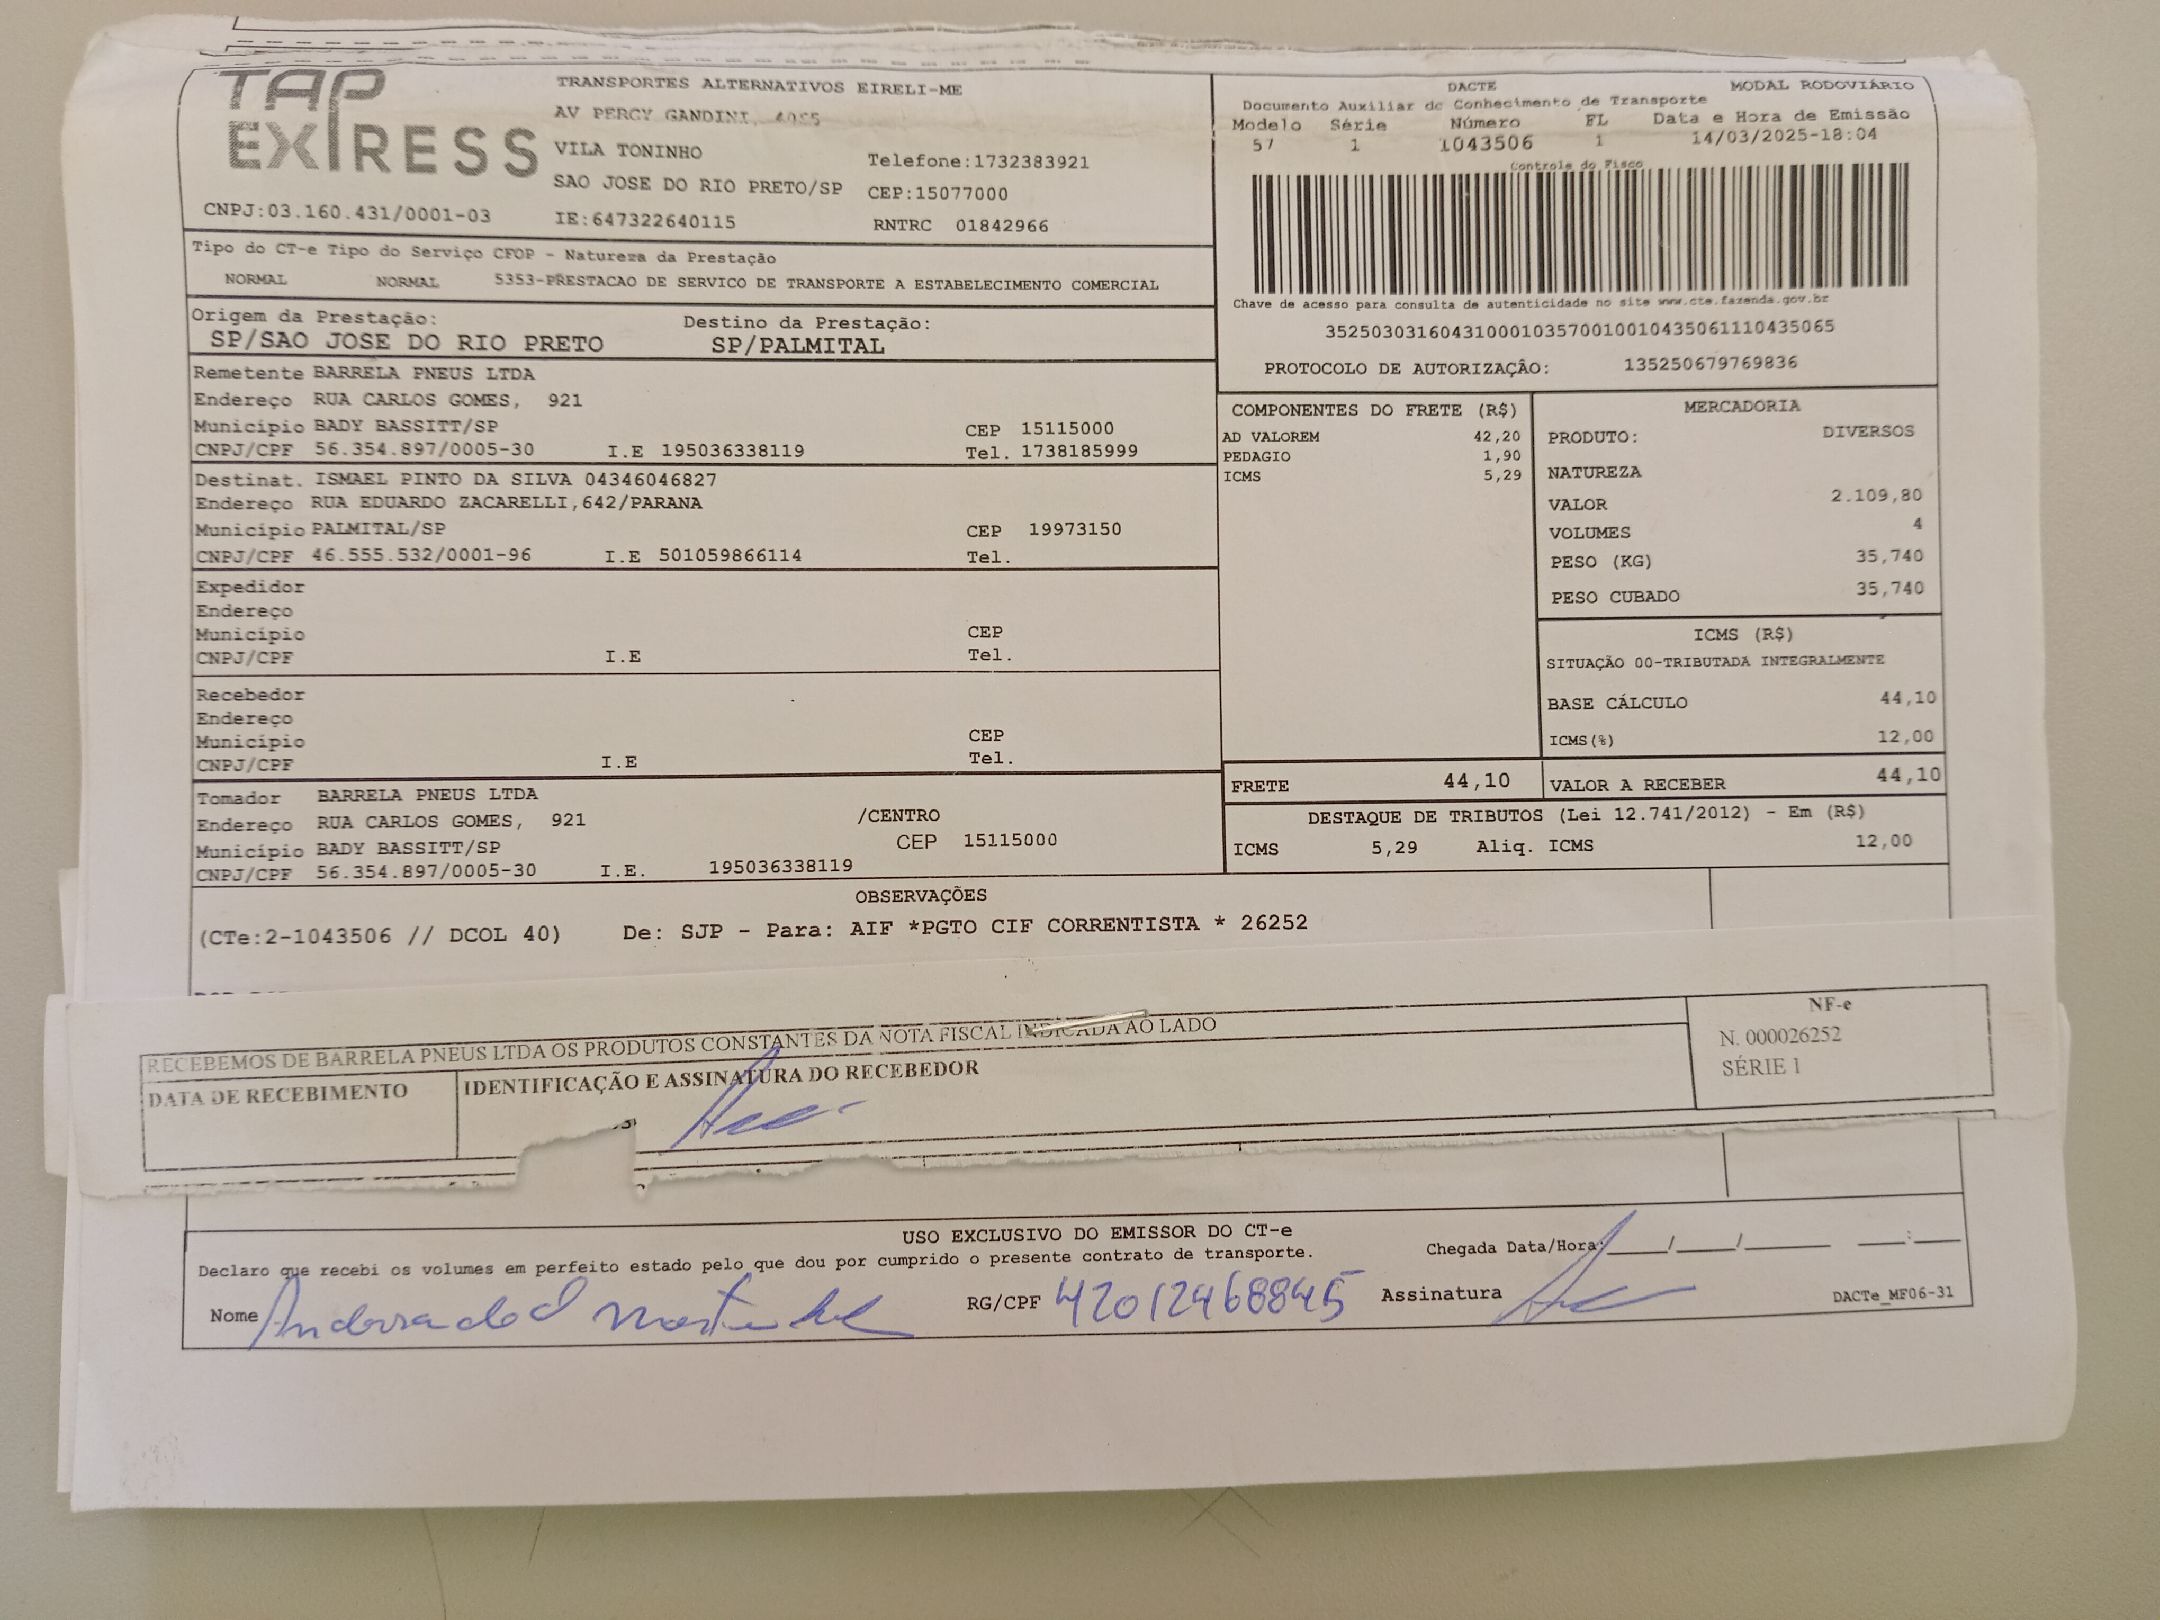 TAP EXPRESS
TRANSPORTES ALTERNATIVOS EIRELI-ME
AV PERCY GANDINI,
VILA TONINHO
Telefone:1732383921
SAO JOSE DO RIO PRETO/SP CEP:15077000
CNPJ:03.160.431/0001-03 IE:647322640115 RNTRC 01842966
DACTE MODAL RODOVIÁRIO
Documento Auxiliar do Conhecimento de Transporte
Modelo Série Número FL Data e Hora de Emissão
57 1 1043506 1 14/03/2025-18:04
Controle do Fisco
Chave de acesso para consulta de autenticidade no site www.cte.fazenda.gov.br
35250303160431000103570010010435061110435065
PROTOCOLO DE AUTORIZAÇÃO: 135250679769836
Tipo do CT-e Tipo do Serviço CFOP - Natureza da Prestação
NORMAL NORMAL 5353-PRESTACAO DE SERVICO DE TRANSPORTE A ESTABELECIMENTO COMERCIAL
Origem da Prestação: Destino da Prestação:
SP/SAO JOSE DO RIO PRETO SP/PALMITAL
Remetente BARRELA PNEUS LTDA
Endereço RUA CARLOS GOMES, 921
Município BADY BASSITT/SP CEP 15115000
CNPJ/CPF 56.354.897/0005-30 I.E 195036338119 Tel. 1738185999
Destinat. ISMAEL PINTO DA SILVA 04346046827
Endereço RUA EDUARDO ZACARELLI,642/PARANA
Município PALMITAL/SP CEP 19973150
CNPJ/CPF 46.555.532/0001-96 I.E 501059866114 Tel.
Expedidor
Endereço
Município CEP
CNPJ/CPF I.E Tel.
Recebedor
Endereço
Município CEP
CNPJ/CPF I.E Tel.
Tomador BARRELA PNEUS LTDA
Endereço RUA CARLOS GOMES, 921 /CENTRO
Município BADY BASSITT/SP CEP 15115000
CNPJ/CPF 56.354.897/0005-30 I.E. 195036338119
COMPONENTES DO FRETE (R$)
AD VALOREM 42,20
PEDAGIO 1,90
ICMS 5,29
MERCADORIA
PRODUTO: DIVERSOS
NATUREZA
VALOR 2.109,80
VOLUMES 4
PESO (KG) 35,740
PESO CUBADO 35,740
ICMS (R$)
SITUAÇÃO 00-TRIBUTADA INTEGRALMENTE
BASE CÁLCULO 44,10
ICMS(%) 12,00
FRETE 44,10 VALOR A RECEBER 44,10
DESTAQUE DE TRIBUTOS (Lei 12.741/2012) - Em (R$)
ICMS 5,29 Aliq. ICMS 12,00
OBSERVAÇÕES
(CTe:2-1043506 // DCOL 40) De: SJP - Para: AIF *PGTO CIF CORRENTISTA * 26252
RECEBEMOS DE BARRELA PNEUS LTDA OS PRODUTOS CONSTANTES DA NOTA FISCAL INDICADA AO LADO
DATA DE RECEBIMENTO IDENTIFICAÇÃO E ASSINATURA DO RECEBEDOR
NF-e
N. 000026252
SÉRIE 1
USO EXCLUSIVO DO EMISSOR DO CT-e
Declaro que recebi os volumes em perfeito estado pelo que dou por cumprido o presente contrato de transporte. Chegada Data/Hora: / / :
Nome RG/CPF 42012468845 Assinatura DACTe_MF06-31